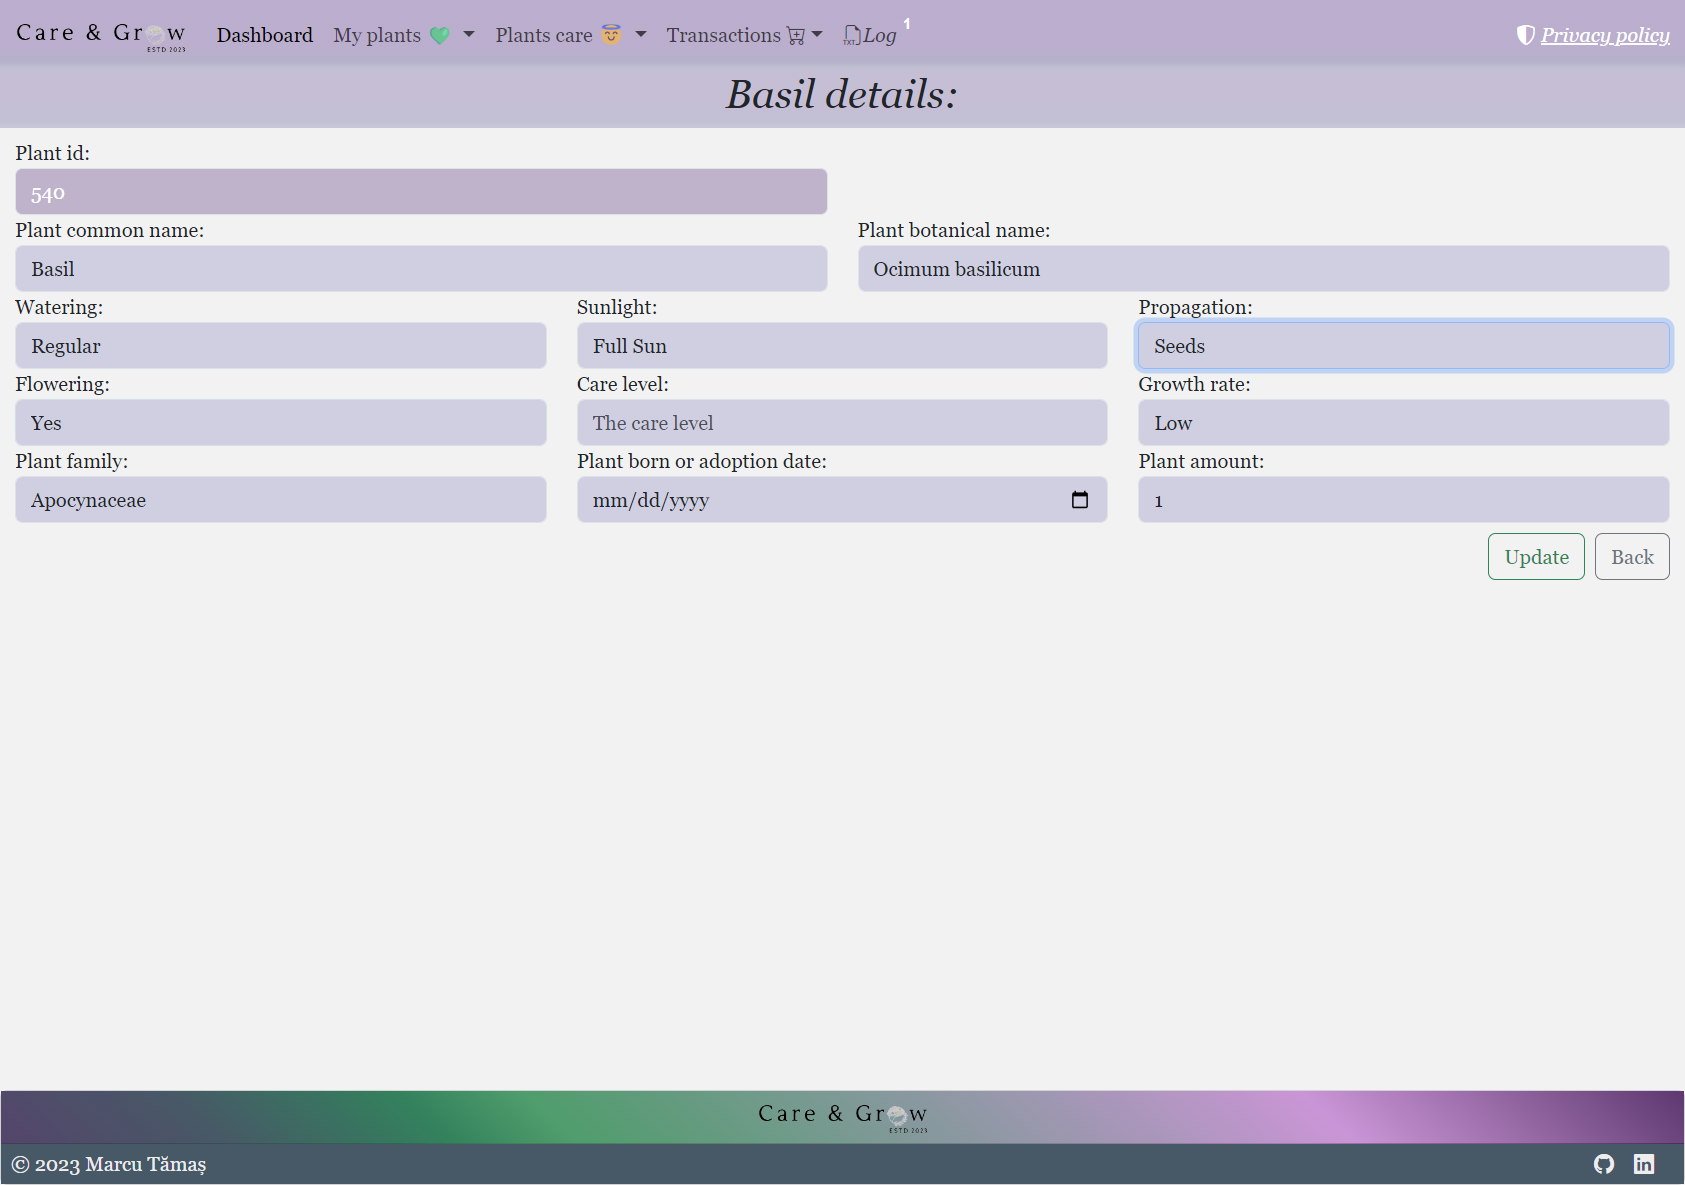 Care & Grow Dashboard My plants Plants care Transactions TXT Log 1 Privacy policy
ESTD 2023
Basil details:
Plant id:
540
Plant common name: Plant botanical name:
Basil Ocimum basilicum
Watering: Sunlight: Propagation:
Regular Full Sun Seeds
Flowering: Care level: Growth rate:
Yes The care level Low
Plant family: Plant born or adoption date: Plant amount:
Apocynaceae mm/dd/yyyy 1
Update Back
Care & Grow
ESTD 2023
© 2023 Marcu Tămaș in